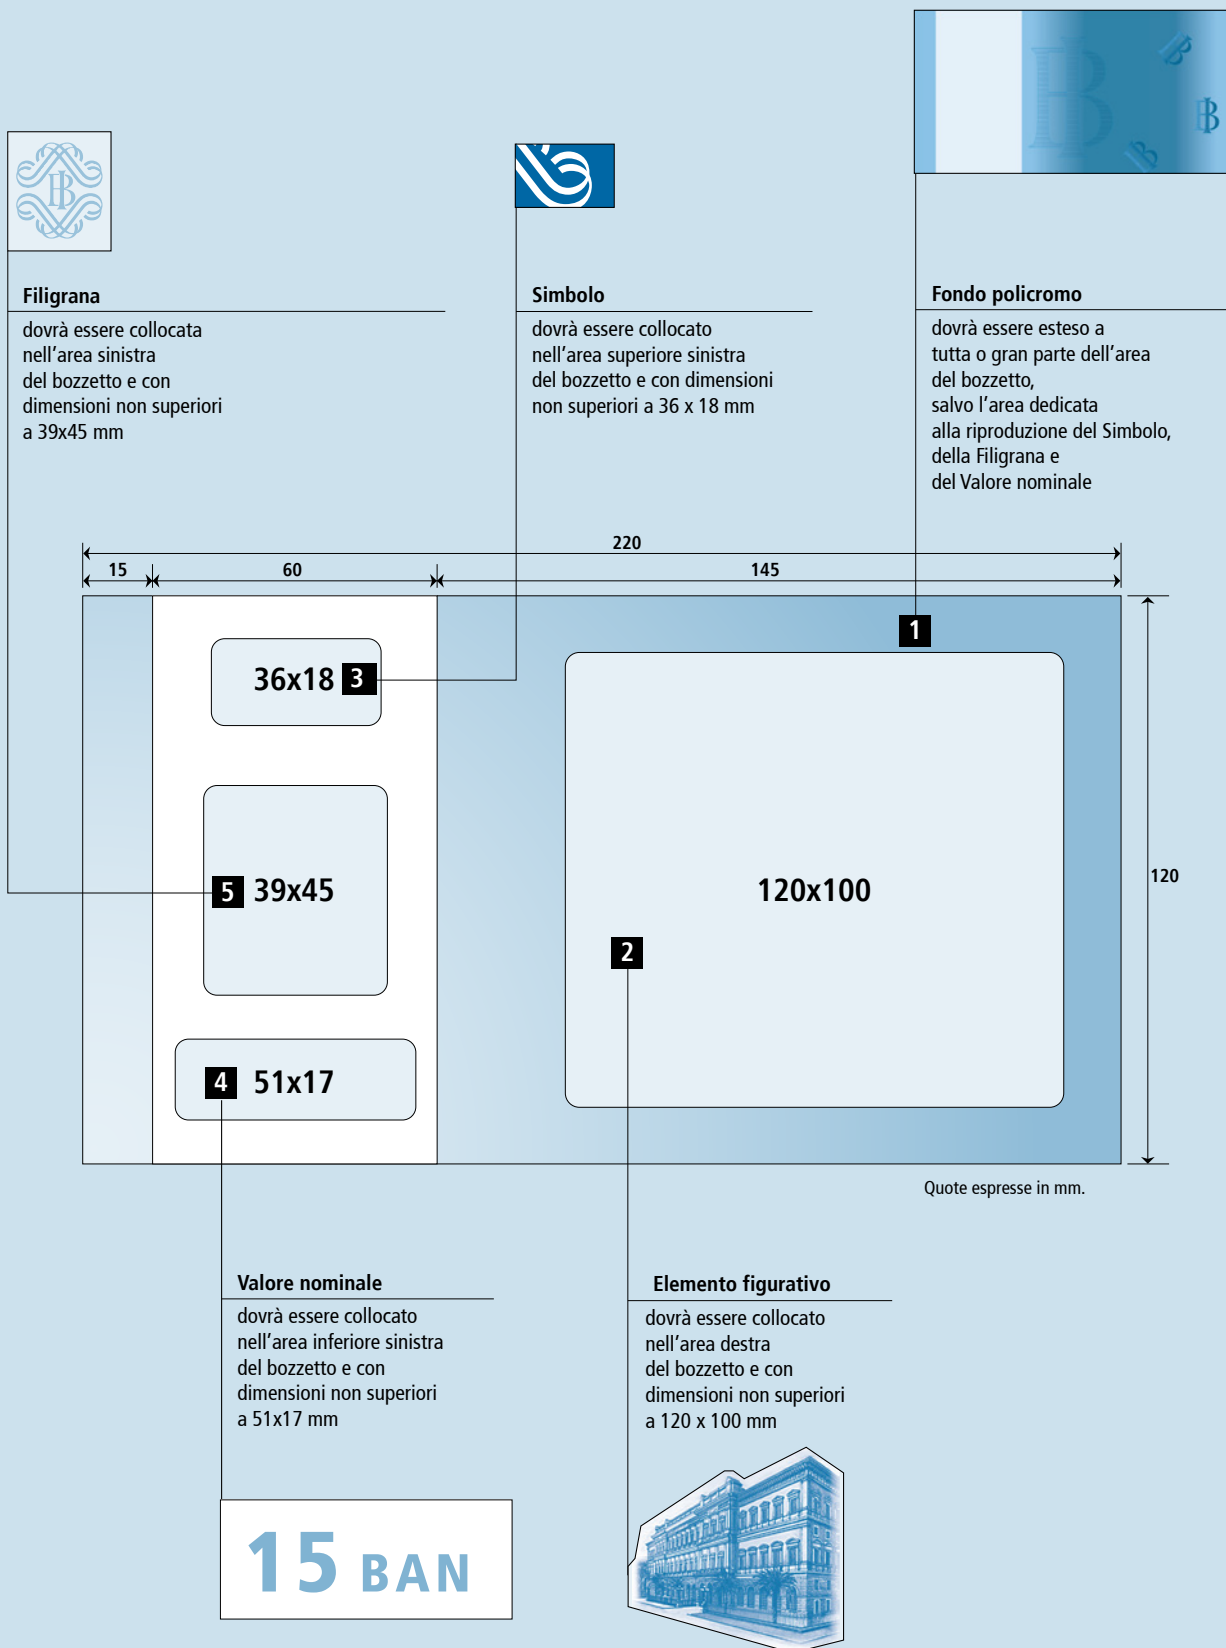 Filigrana
dovrà essere collocata
nell'area sinistra
del bozzetto e con
dimensioni non superiori
a 39x45 mm
Simbolo
dovrà essere collocato
nell'area superiore sinistra
del bozzetto e con dimensioni
non superiori a 36 x 18 mm
Fondo policromo
dovrà essere esteso a
tutta o gran parte dell'area
del bozzetto,
salvo l'area dedicata
alla riproduzione del Simbolo,
della Filigrana e
del Valore nominale
220
15 60 145
1
36x18 3
120
5 39x45
120x100
2
4 51x17
Quote espresse in mm.
Valore nominale
dovrà essere collocato
nell'area inferiore sinistra
del bozzetto e con
dimensioni non superiori
a 51x17 mm
15 BAN
Elemento figurativo
dovrà essere collocato
nell'area destra
del bozzetto e con
dimensioni non superiori
a 120 x 100 mm